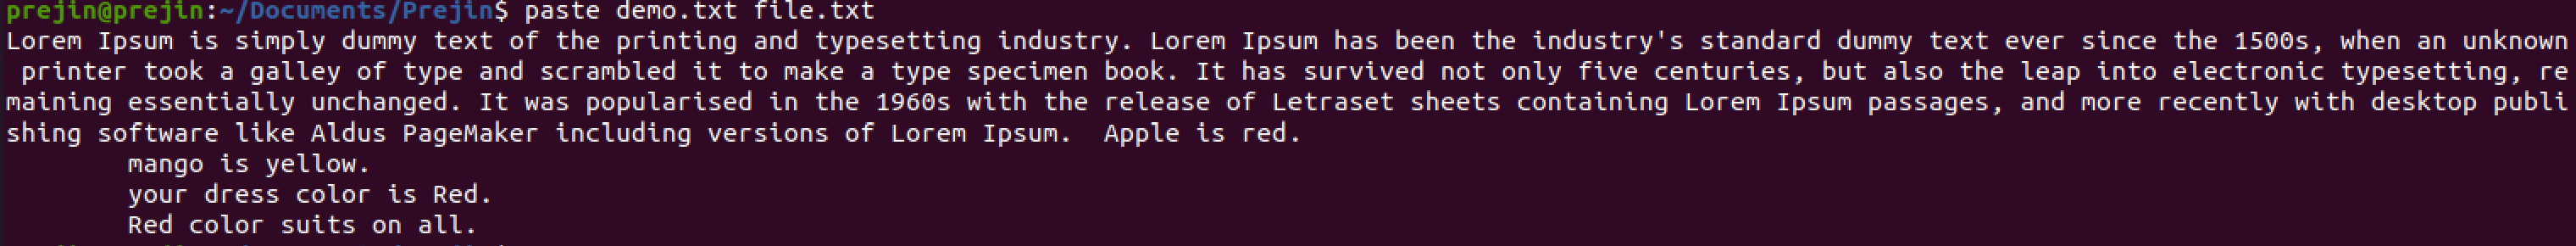 prejin@prejin:~/Documents/Prejin$ paste demo.txt file.txt
Lorem Ipsum is simply dummy text of the printing and typesetting industry. Lorem Ipsum has been the industry's standard dummy text ever since the 1500s, when an unknown
 printer took a galley of type and scrambled it to make a type specimen book. It has survived not only five centuries, but also the leap into electronic typesetting, re
maining essentially unchanged. It was popularised in the 1960s with the release of Letraset sheets containing Lorem Ipsum passages, and more recently with desktop publi
shing software like Aldus PageMaker including versions of Lorem Ipsum.  Apple is red.
        mango is yellow.
        your dress color is Red.
        Red color suits on all.